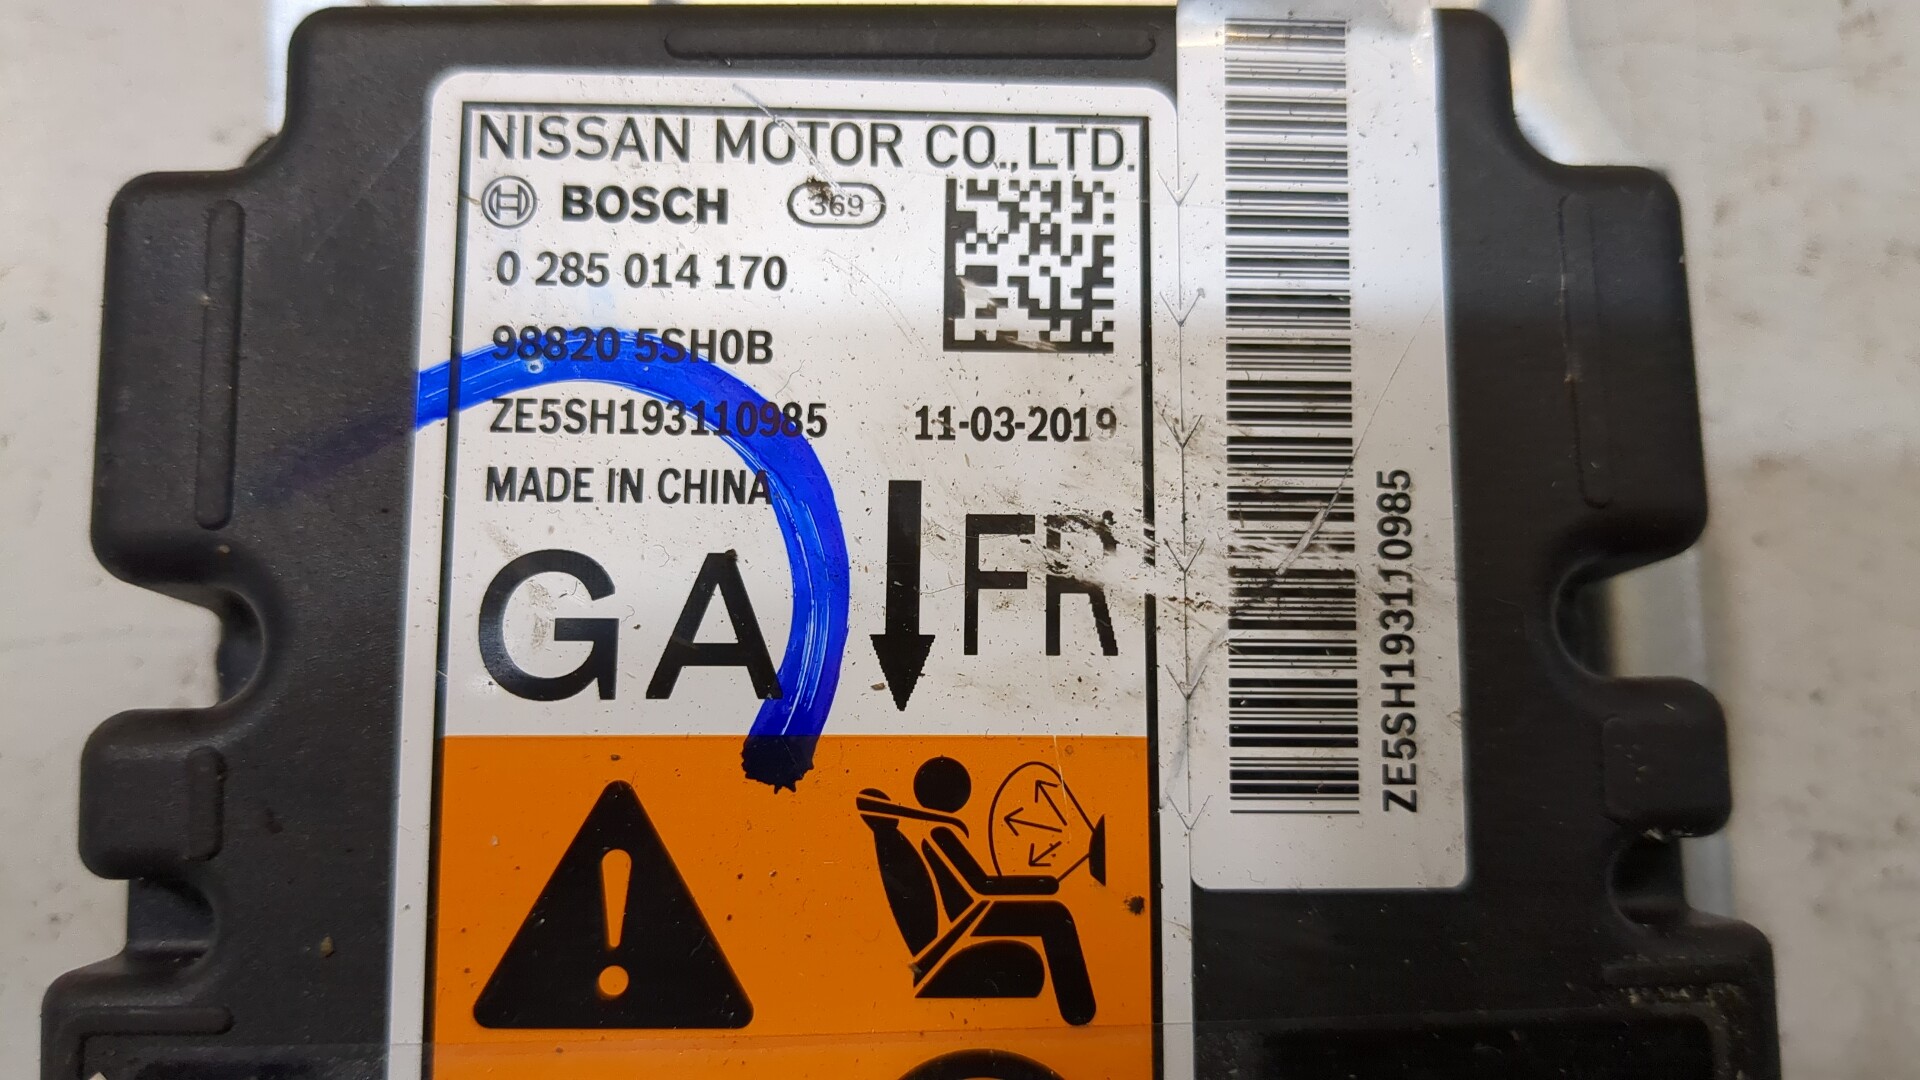 NISSAN MOTOR CO.,LTD.
BOSCH 369
0 285 014 170
98820 5SH0B
ZE5SH193110985 11-03-2019
MADE IN CHINA
GA FR
ZE5SH193110985